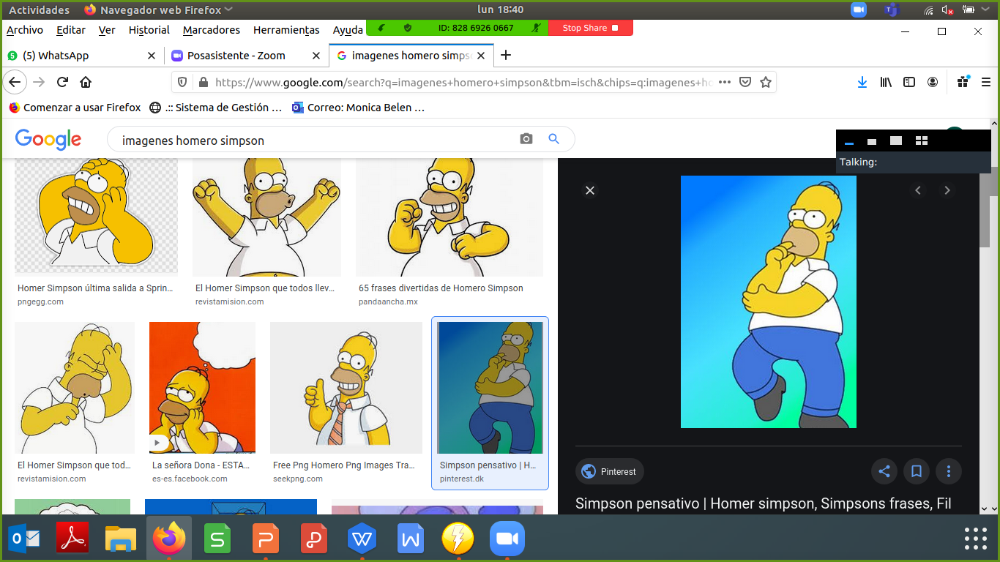 Actividades Navegador web Firefox lun 18:40
Archivo Editar Ver Historial Marcadores Herramientas Ayuda ID: 828 6926 0667 Stop Share
(5) WhatsApp Posasistente - Zoom imagenes homero simps
https://www.google.com/search?q=imagenes+homero+simpson&tbm=isch&chips=q:imagenes+ho
Comenzar a usar Firefox .:: Sistema de Gestión ... Correo: Monica Belen ...
Google imagenes homero simpson
Talking:
Homer Simpson última salida a Sprin... El Homer Simpson que todos llev... 65 frases divertidas de Homero Simpson
pngegg.com revistamision.com pandaancha.mx
El Homer Simpson que tod... La señora Dona - ESTA... Free Png Homero Png Images Tra... Simpson pensativo | H...
revistamision.com es-es.facebook.com seekpng.com pinterest.dk
Pinterest
Simpson pensativo | Homer simpson, Simpsons frases, Fil